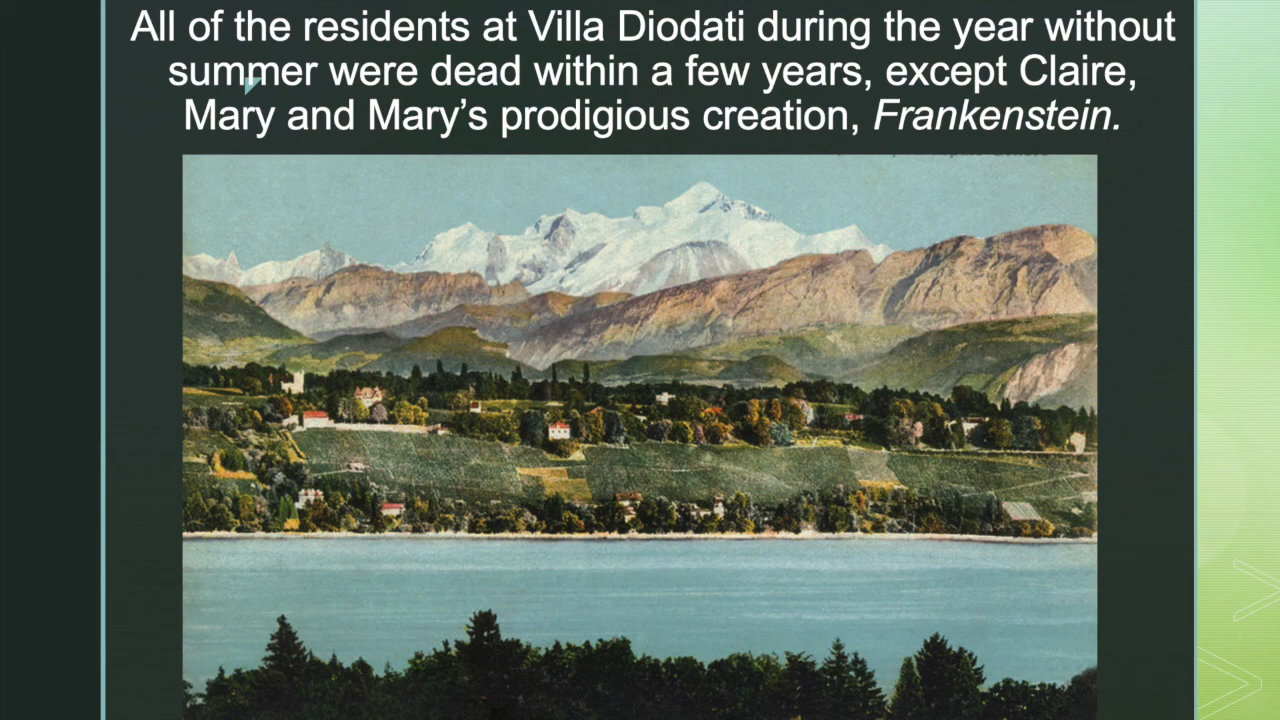 All of the residents at Villa Diodati during the year without
summer were dead within a few years, except Claire,
Mary and Mary’s prodigious creation, Frankenstein.